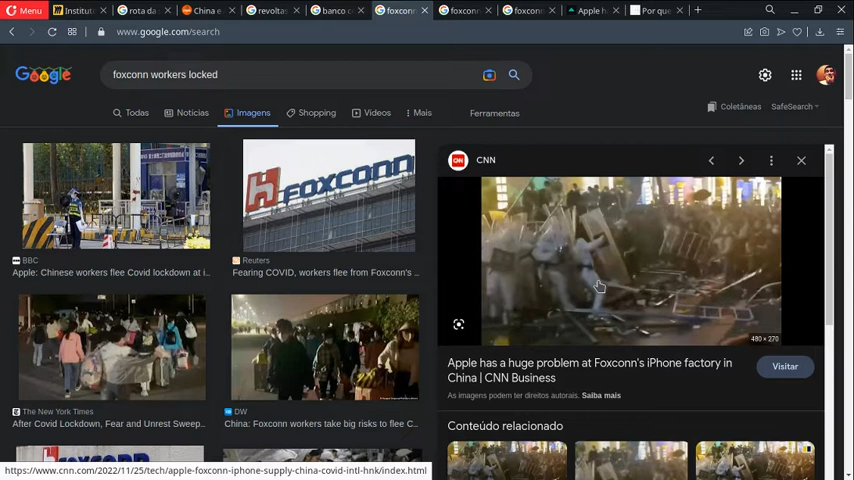 Menu
Institut
rota da
China e
revoltas
banco c
foxconn
foxconn
foxconn
Apple h
Por que
www.google.com/search
Google
foxconn workers locked
Todas
Notícias
Imagens
Shopping
Vídeos
Mais
Ferramentas
Coletâneas
SafeSearch
CNN
FOXCONN
BBC
Apple: Chinese workers flee Covid lockdown at i...
Reuters
Fearing COVID, workers flee from Foxconn's ...
480 × 270
Apple has a huge problem at Foxconn's iPhone factory in
China | CNN Business
Visitar
As imagens podem ter direitos autorais. Saiba mais
The New York Times
After Covid Lockdown, Fear and Unrest Sweep...
DW
China: Foxconn workers take big risks to flee C...
Conteúdo relacionado
https://www.cnn.com/2022/11/25/tech/apple-foxconn-iphone-supply-china-covid-intl-hnk/index.html